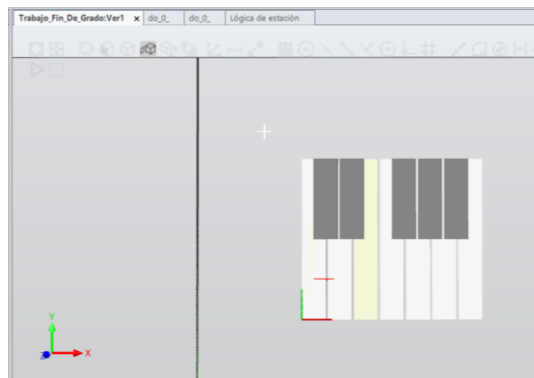 Trabajo_Fin_De_Grado:Ver1 x do_0_ do_0_ Lógica de estación
Y
X
Z